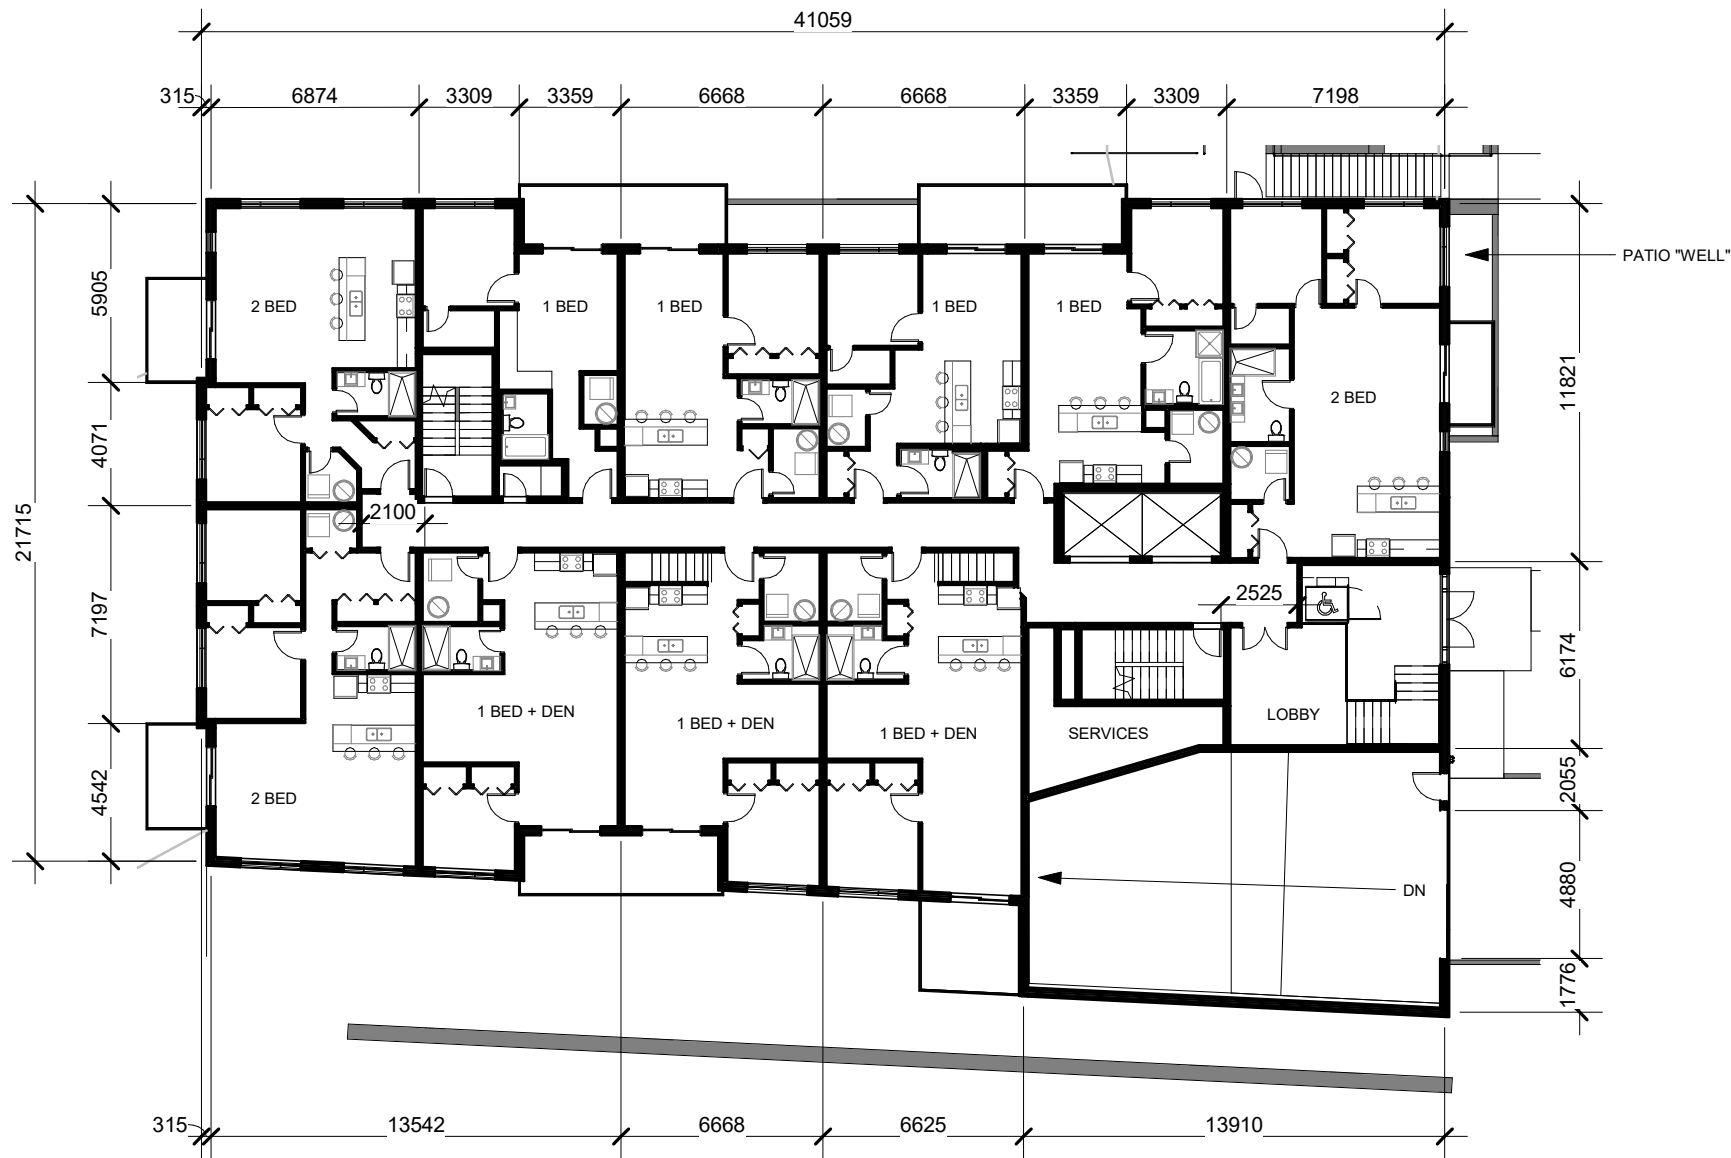 41059
315
6874
3309
3359
6668
6668
3359
3309
7198
PATIO "WELL"
2 BED
1 BED
1 BED
1 BED
1 BED
2 BED
5905
4071
21715
7197
4542
11821
6174
2055
4880
1776
2100
2525
1 BED + DEN
1 BED + DEN
1 BED + DEN
SERVICES
LOBBY
2 BED
DN
315
13542
6668
6625
13910